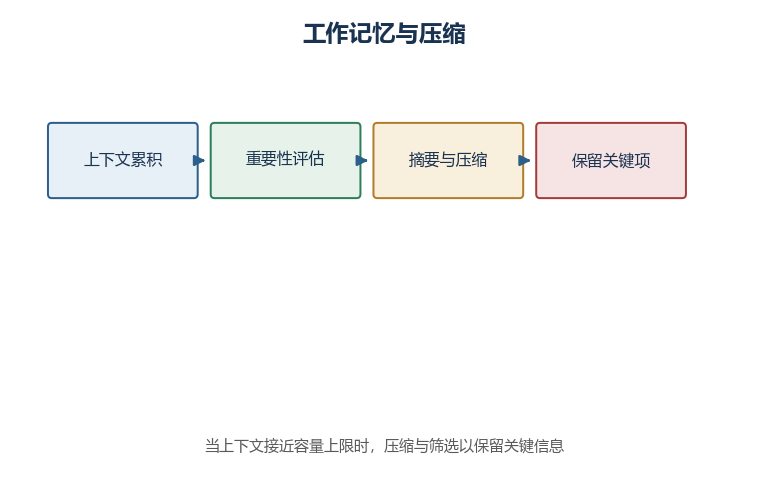 工作记忆与压缩
上下文累积
重要性评估
摘要与压缩
保留关键项
当上下文接近容量上限时，压缩与筛选以保留关键信息